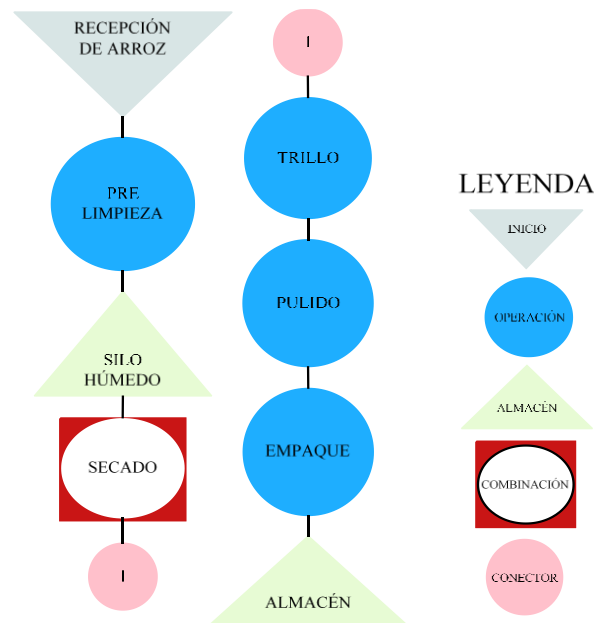 RECEPCIÓN
DE ARROZ
PRE
LIMPIEZA
SILO
HÚMEDO
SECADO
I
I
TRILLO
PULIDO
EMPAQUE
ALMACÉN
LEYENDA
INICIO
OPERACIÓN
ALMACÉN
COMBINACIÓN
CONECTOR